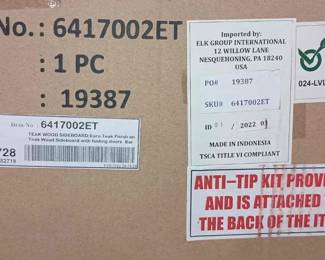 No.: 6417002ET
: 1 PC
: 19387
Item No : 6417002ET
TEAK WOOD SIDEBOARD Euro Teak Finish on
Teak Wood Sideboard with folding doors. Bar
728
Imported by:
ELK GROUP INTERNATIONAL
12 WILLOW LANE
NESQUEHONING, PA 18240
USA
PO# 19387
SKU# 6417002ET
2022
MADE IN INDONESIA
TSCA TITLE VI COMPLIANT
024-LVL
ANTI-TIP KIT PROVI
AND IS ATTACHED T
THE BACK OF THE IT